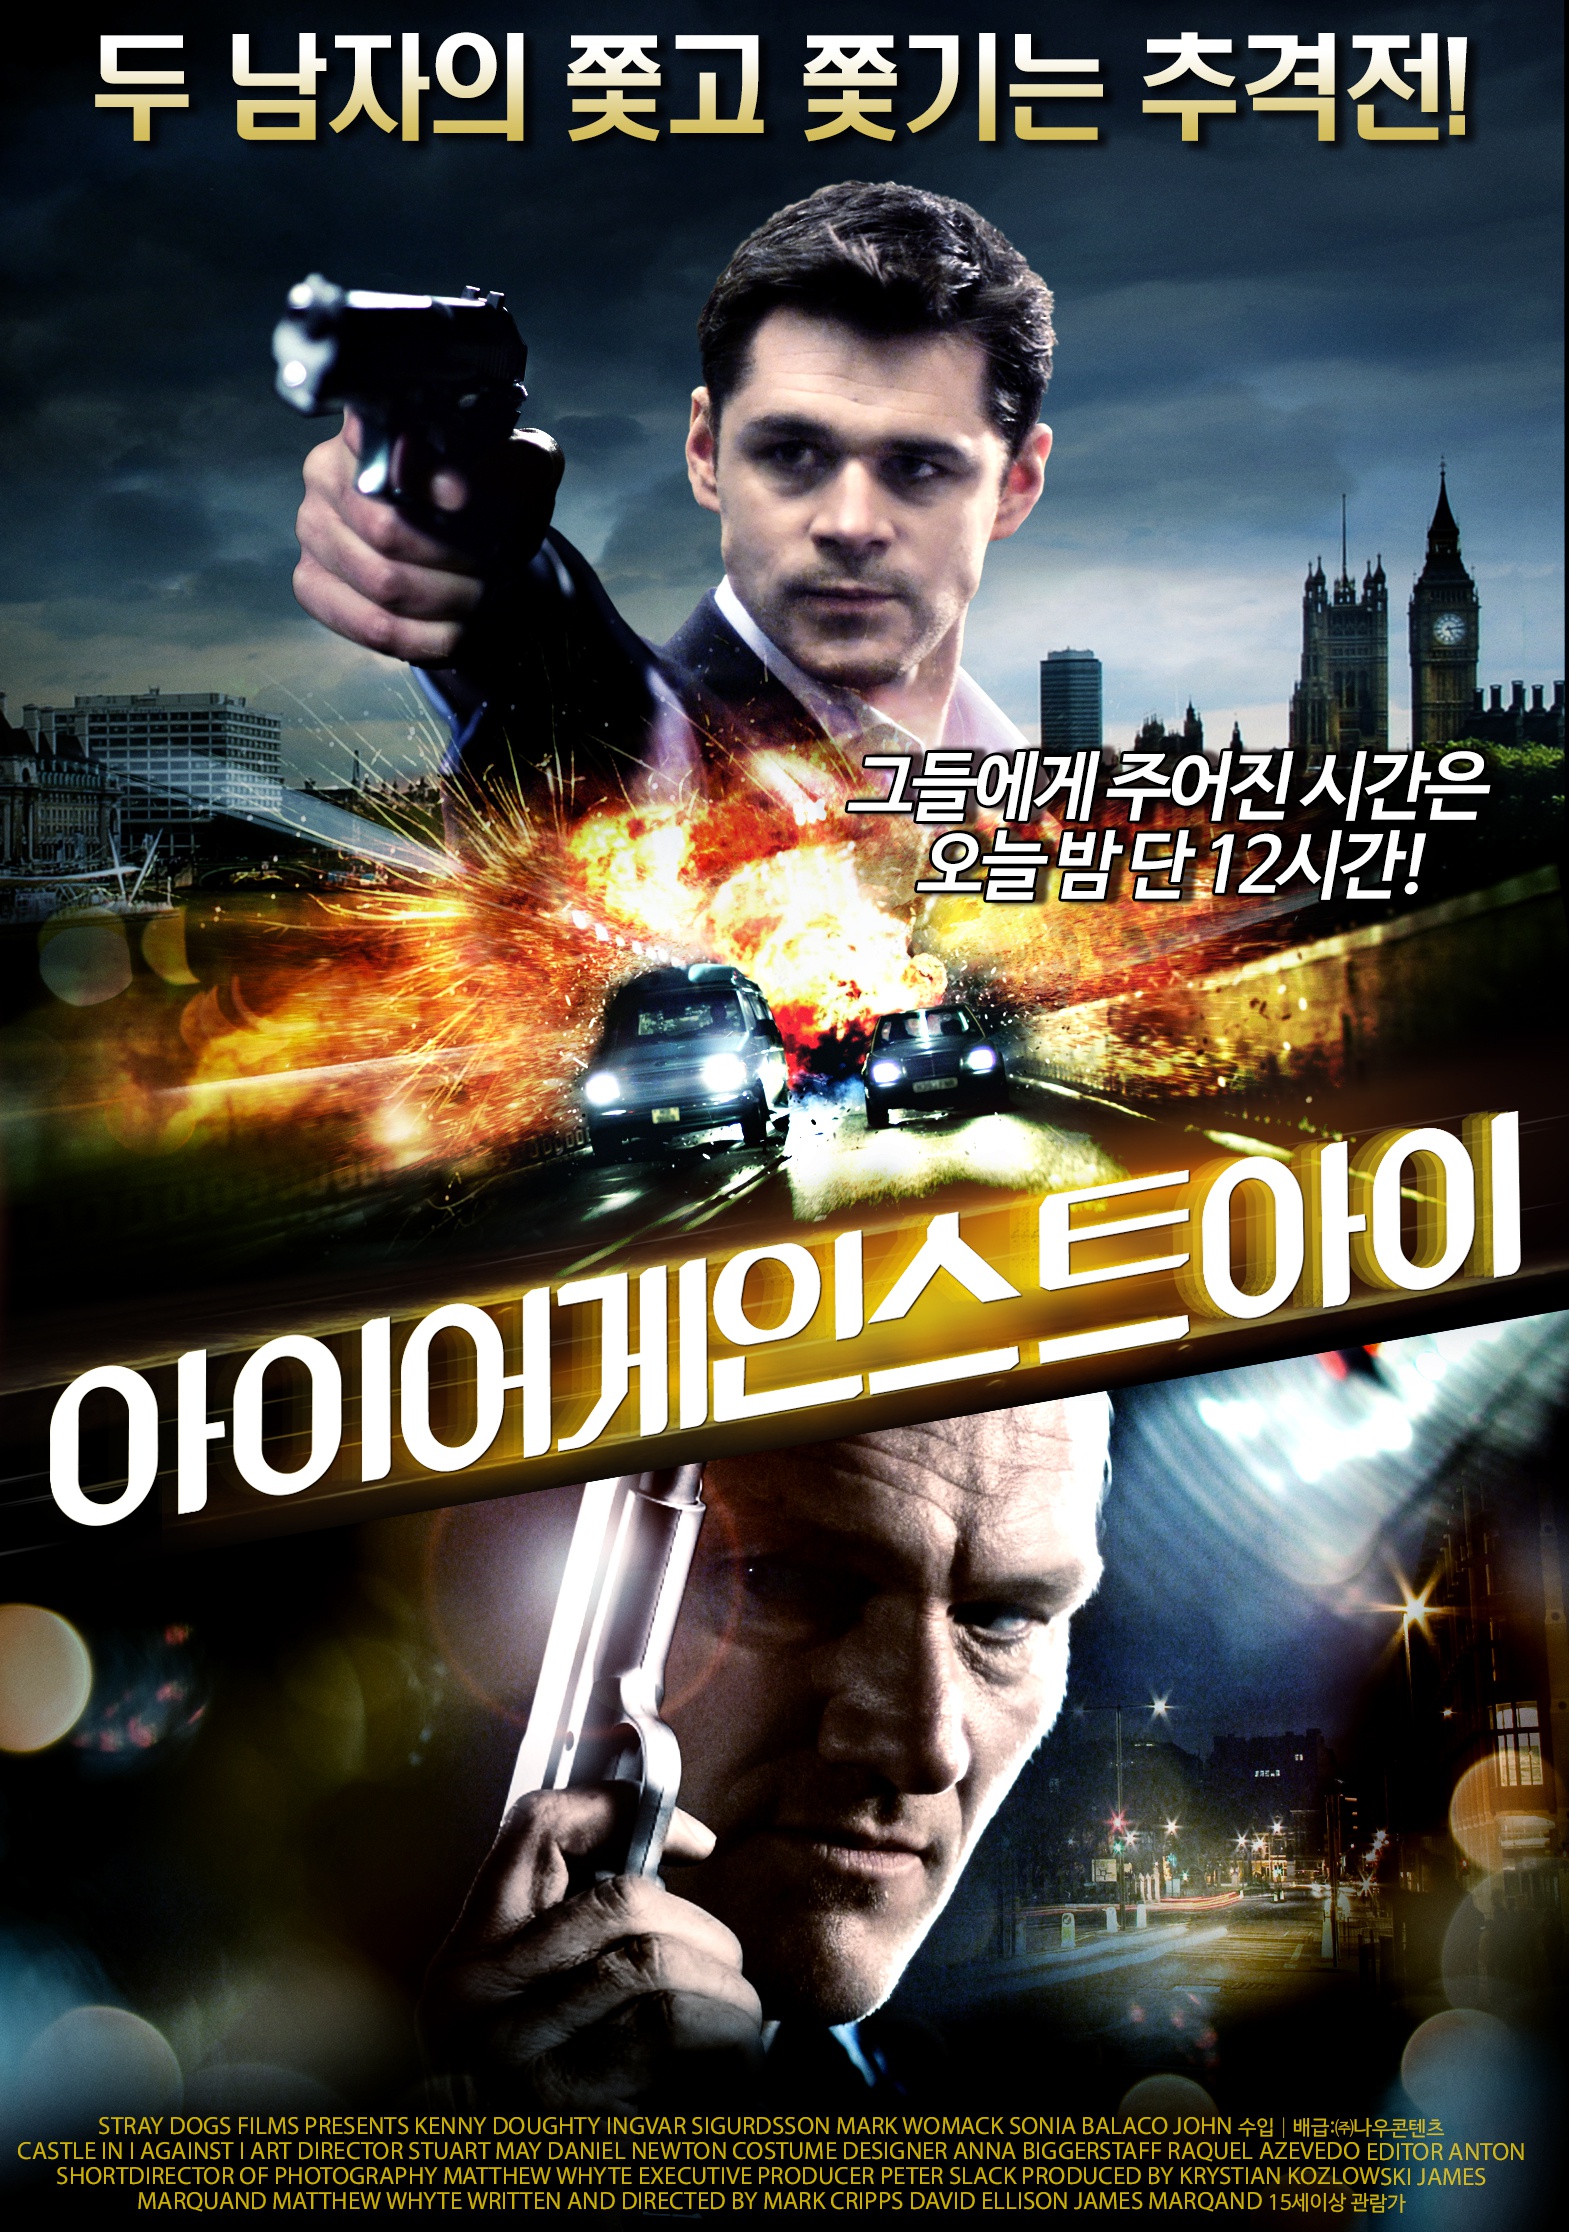 두 남자의 쫓고 쫓기는 추격전!
그들에게 주어진 시간은
오늘 밤 단 12시간!
아이어게인스트아이
STRAY DOGS FILMS PRESENTS KENNY DOUGHTY INGVAR SIGURDSSON MARK WOMACK SONIA BALACO JOHN 수입 | 배급:㈜나우콘텐츠
CASTLE IN I AGAINST I ART DIRECTOR STUART MAY DANIEL NEWTON COSTUME DESIGNER ANNA BIGGERSTAFF RAQUEL AZEVEDO EDITOR ANTON
SHORTDIRECTOR OF PHOTOGRAPHY MATTHEW WHYTE EXECUTIVE PRODUCER PETER SLACK PRODUCED BY KRYSTIAN KOZLOWSKI JAMES
MARQUAND MATTHEW WHYTE WRITTEN AND DIRECTED BY MARK CRIPPS DAVID ELLISON JAMES MARQAND 15세이상 관람가